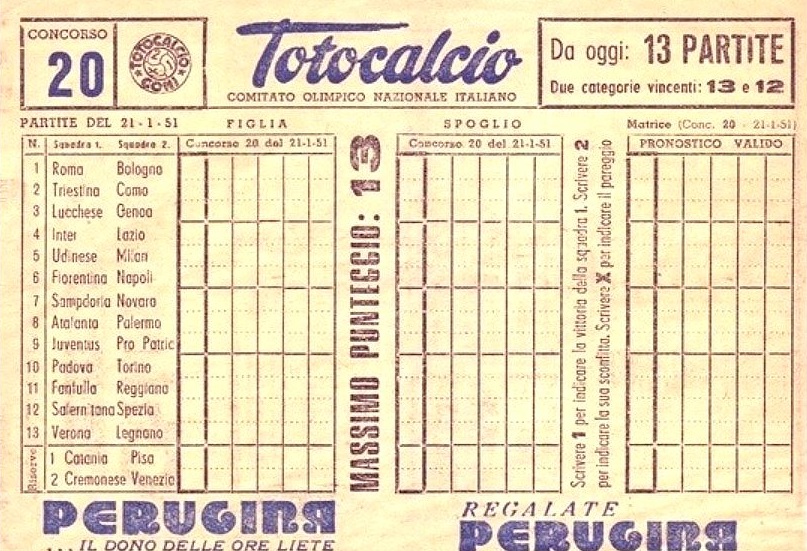 CONCORSO
20
TOTOCALCIO
CONI
Totocalcio
COMITATO OLIMPICO NAZIONALE ITALIANO
Da oggi: 13 PARTITE
Due categorie vincenti: 13 e 12
PARTITE DEL 21-1-51
FIGLIA
SPOGLIO
Matrice (Conc. 20 - 21-1-51)
N. Squadra 1. Squadra 2.
Concorso 20 del 21-1-51
Concorso 20 del 21-1-51
PRONOSTICO VALIDO
1 Roma Bologna
2 Triestina Como
3 Lucchese Genoa
4 Inter Lazio
5 Udinese Milan
6 Fiorentina Napoli
7 Sampdoria Novara
8 Atalanta Palermo
9 Juventus Pro Patric
10 Padova Torino
11 Fanfulla Reggiana
12 Salernitana Spezia
13 Verona Legnano
Riserve
1 Catania Pisa
2 Cremonese Venezia
MASSIMO PUNTEGGIO: 13
Scrivere 1 per indicare la vittoria della squadra 1. Scrivere 2
per indicare la sua sconfitta. Scrivere X per indicare il pareggio
PERUGINA
... IL DONO DELLE ORE LIETE
REGALATE
PERUGINA